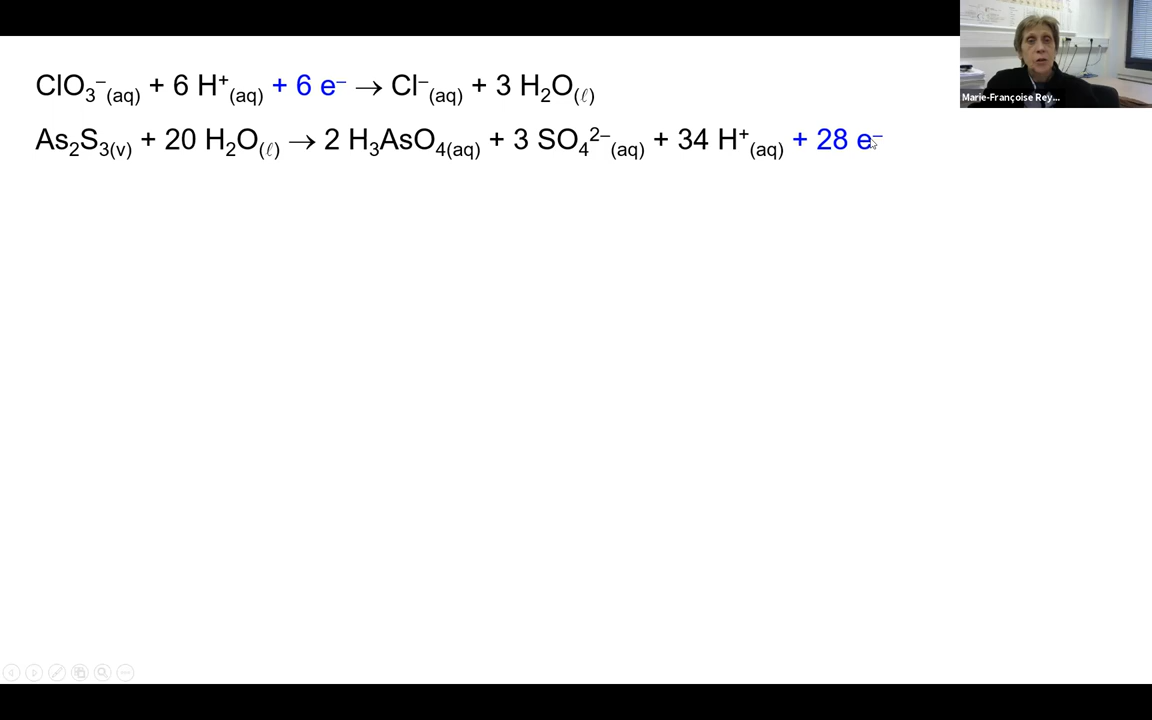 ClO₃⁻(aq) + 6 H⁺(aq) + 6 e⁻ → Cl⁻(aq) + 3 H₂O(ℓ)
As₂S₃(v) + 20 H₂O(ℓ) → 2 H₃AsO₄(aq) + 3 SO₄²⁻(aq) + 34 H⁺(aq) + 28 e⁻
Marie-Françoise Rey...